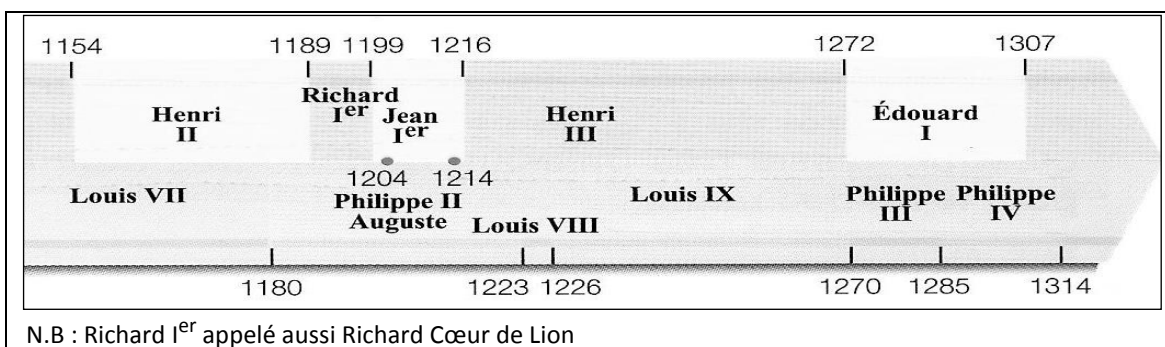 1154 1189 1199 1216 1272 1307
Richard
Henri Ier Jean Henri Édouard
II Ier III I
1204 1214
Louis VII Philippe II Louis IX Philippe Philippe
Auguste Louis VIII III IV
1180 1223 1226 1270 1285 1314
N.B : Richard Ier appelé aussi Richard Cœur de Lion